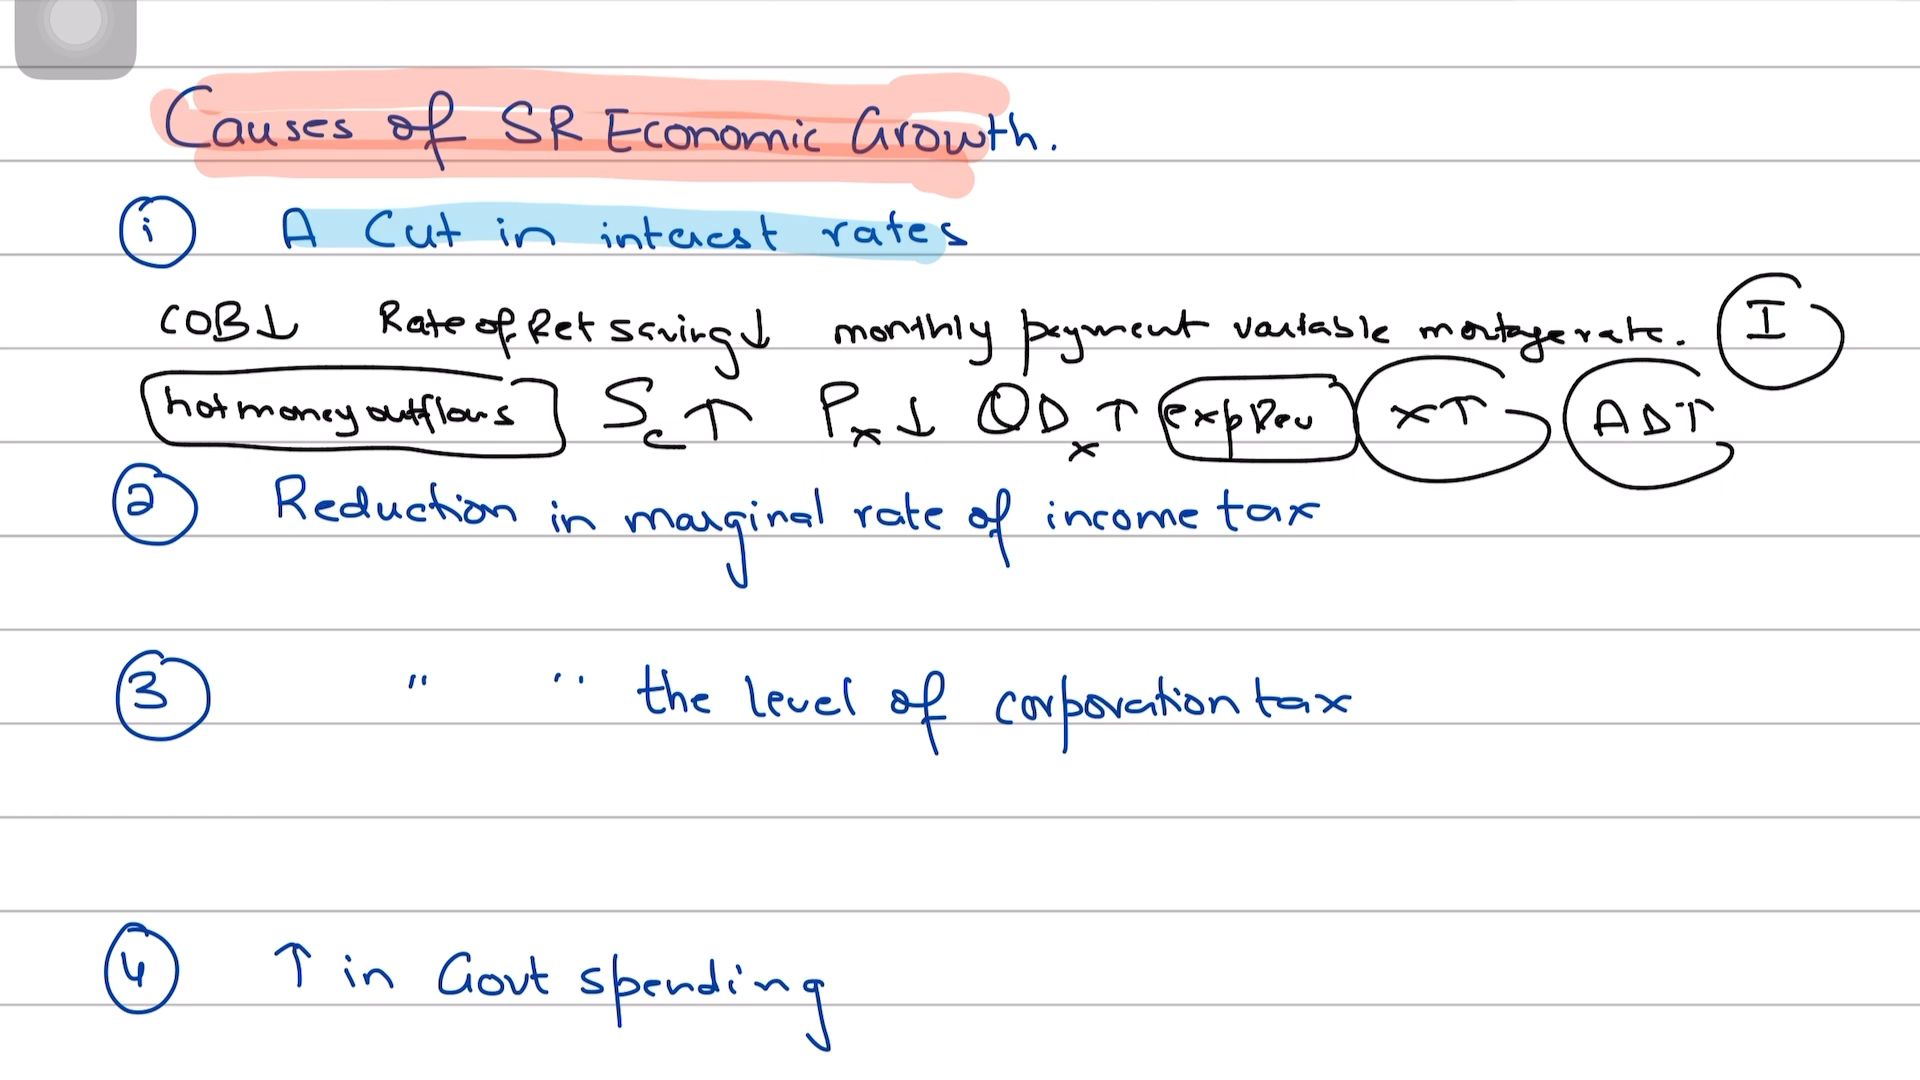 Causes of SR Economic Growth.
i A Cut in interest rates
COB↓ Rate of Ret saving↓ monthly payment variable mortage rate. I
hot money outflows Sc↑ Px↓ QDx↑ exp Rev X↑ AD↑
2 Reduction in marginal rate of income tax
3 " " the level of corporation tax
4 ↑ in Govt spending